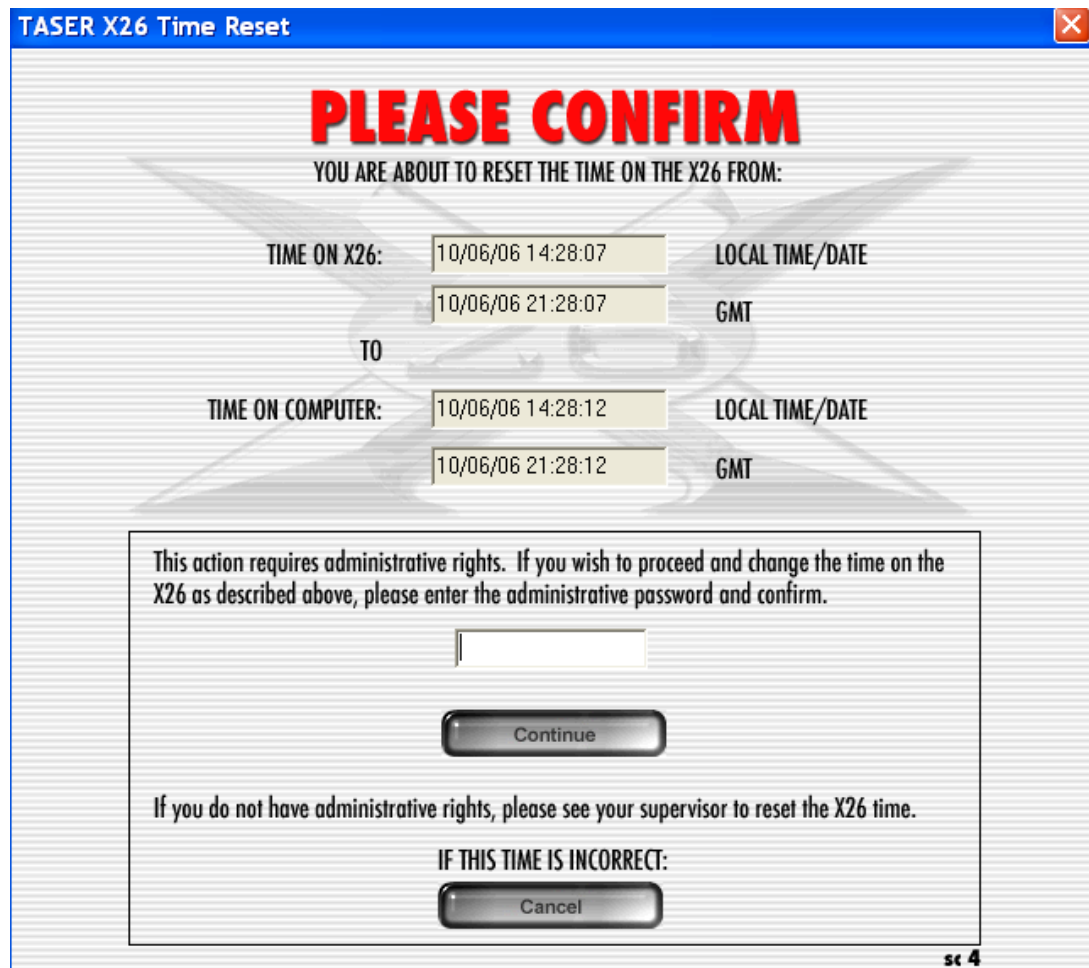 TASER X26 Time Reset
PLEASE CONFIRM
YOU ARE ABOUT TO RESET THE TIME ON THE X26 FROM:
TIME ON X26: 10/06/06 14:28:07 LOCAL TIME/DATE
10/06/06 21:28:07 GMT
TO
TIME ON COMPUTER: 10/06/06 14:28:12 LOCAL TIME/DATE
10/06/06 21:28:12 GMT
This action requires administrative rights. If you wish to proceed and change the time on the
X26 as described above, please enter the administrative password and confirm.
Continue
If you do not have administrative rights, please see your supervisor to reset the X26 time.
IF THIS TIME IS INCORRECT:
Cancel
sc 4